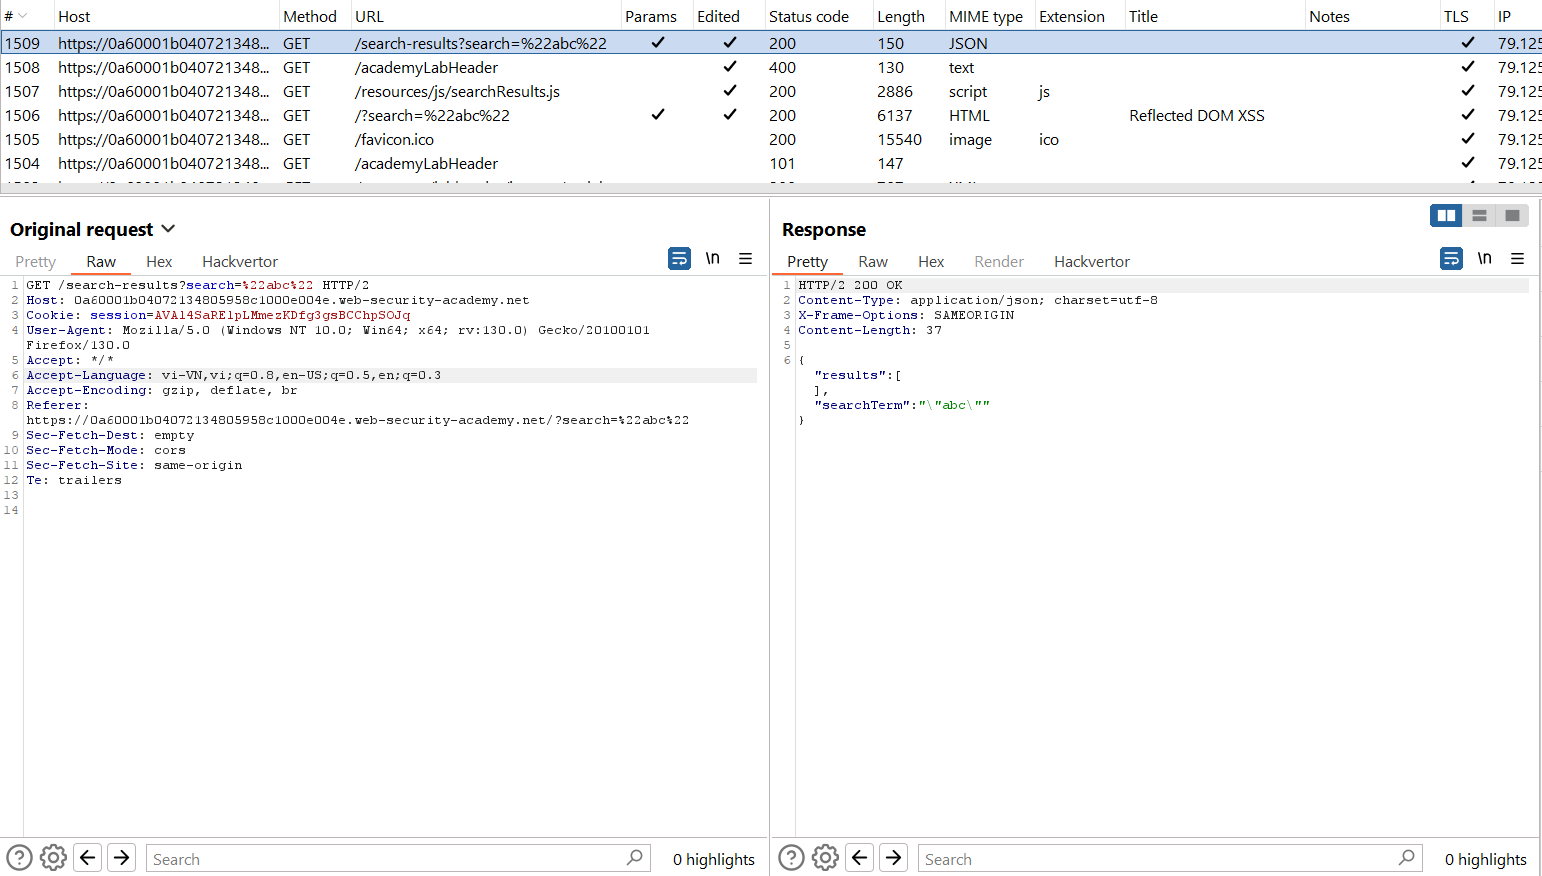 # Host Method URL Params Edited Status code Length MIME type Extension Title Notes TLS IP
1509 https://0a60001b040721348... GET /search-results?search=%22abc%22 ✓ ✓ 200 150 JSON ✓ 79.125
1508 https://0a60001b040721348... GET /academyLabHeader ✓ 400 130 text ✓ 79.125
1507 https://0a60001b040721348... GET /resources/js/searchResults.js ✓ 200 2886 script js ✓ 79.125
1506 https://0a60001b040721348... GET /?search=%22abc%22 ✓ ✓ 200 6137 HTML Reflected DOM XSS ✓ 79.125
1505 https://0a60001b040721348... GET /favicon.ico 200 15540 image ico ✓ 79.125
1504 https://0a60001b040721348... GET /academyLabHeader 101 147 ✓ 79.125
Original request
Pretty Raw Hex Hackvertor \n
1 GET /search-results?search=%22abc%22 HTTP/2
2 Host: 0a60001b04072134805958c1000e004e.web-security-academy.net
3 Cookie: session=AVAl4SaRElpLMmezKDfg3gsBCChpSOJq
4 User-Agent: Mozilla/5.0 (Windows NT 10.0; Win64; x64; rv:130.0) Gecko/20100101
Firefox/130.0
5 Accept: */*
6 Accept-Language: vi-VN,vi;q=0.8,en-US;q=0.5,en;q=0.3
7 Accept-Encoding: gzip, deflate, br
8 Referer:
https://0a60001b04072134805958c1000e004e.web-security-academy.net/?search=%22abc%22
9 Sec-Fetch-Dest: empty
10 Sec-Fetch-Mode: cors
11 Sec-Fetch-Site: same-origin
12 Te: trailers
13
14
Search 0 highlights
Response
Pretty Raw Hex Render Hackvertor \n
1 HTTP/2 200 OK
2 Content-Type: application/json; charset=utf-8
3 X-Frame-Options: SAMEORIGIN
4 Content-Length: 37
5
6 {
"results":[
],
"searchTerm":"\"abc\""
}
Search 0 highlights